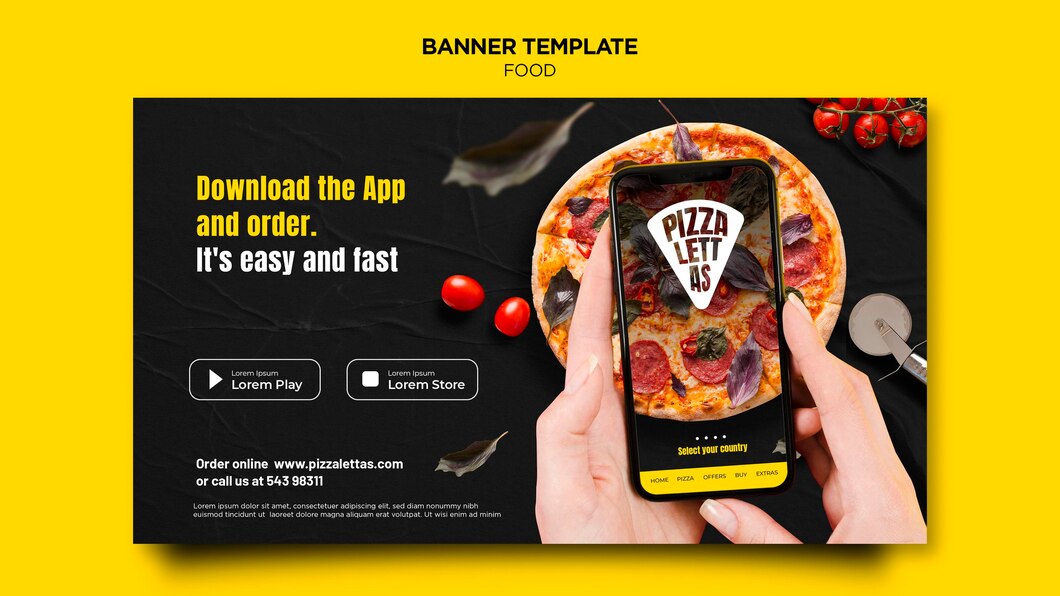 BANNER TEMPLATE
FOOD
Download the App
and order.
It's easy and fast
Lorem Ipsum
Lorem Play
Lorem Ipsum
Lorem Store
Order online www.pizzalettas.com
or call us at 543 98311
Lorem ipsum dolor sit amet, consectetuer adipiscing elit, sed diam nonummy nibh
euismod tincidunt ut laoreet dolore magna aliquam erat volutpat. Ut wisi enim ad minim
PIZZA
LETT
AS
Select your country
HOME PIZZA OFFERS BUY EXTRAS